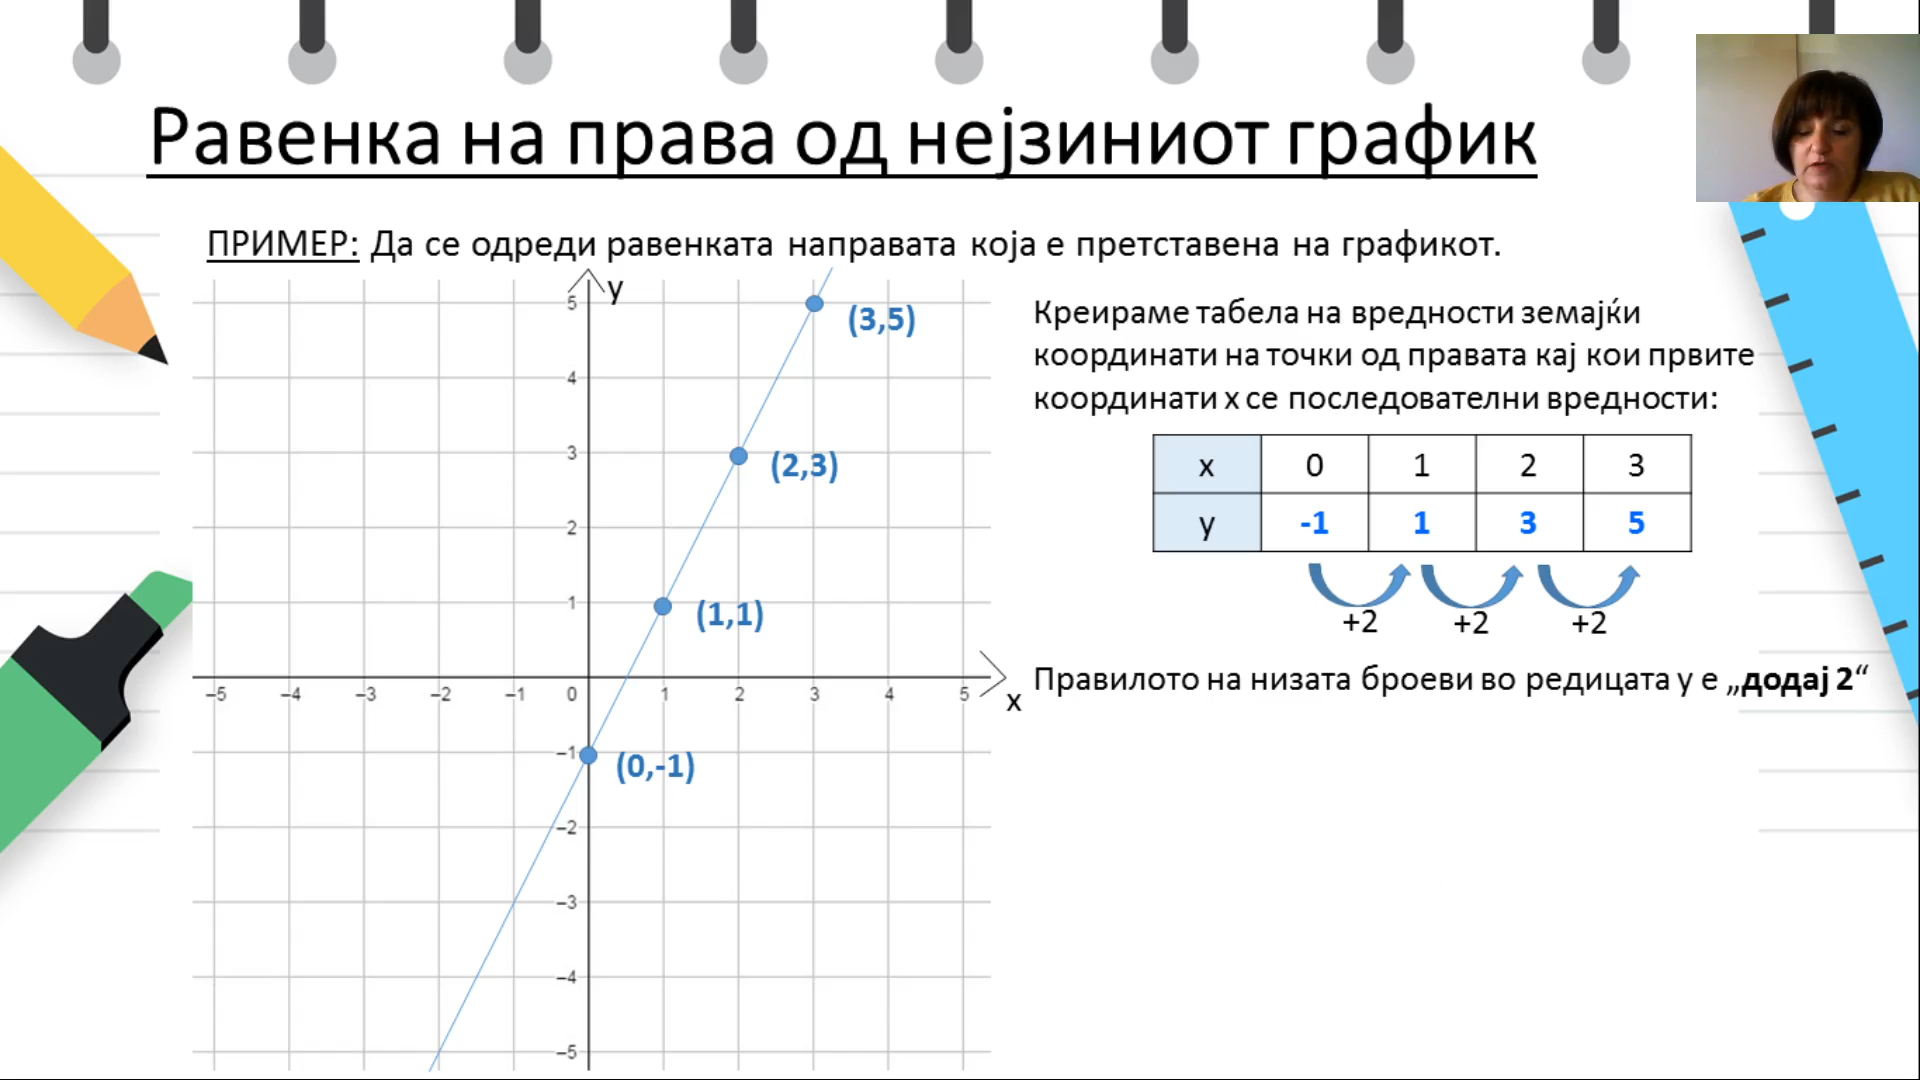 Равенка на права од нејзиниот график
ПРИМЕР: Да се одреди равенката направата која е претставена на графикот.
y
5
4
3
2
1
−5 −4 −3 −2 −1 0 1 2 3 4 5
x
−1
−2
−3
−4
−5
(3,5)
(2,3)
(1,1)
(0,-1)
Креираме табела на вредности земајќи
координати на точки од правата кај кои првите
координати x се последователни вредности:
x 0 1 2 3
y -1 1 3 5
+2 +2 +2
Правилото на низата броеви во редицата y е „додај 2“